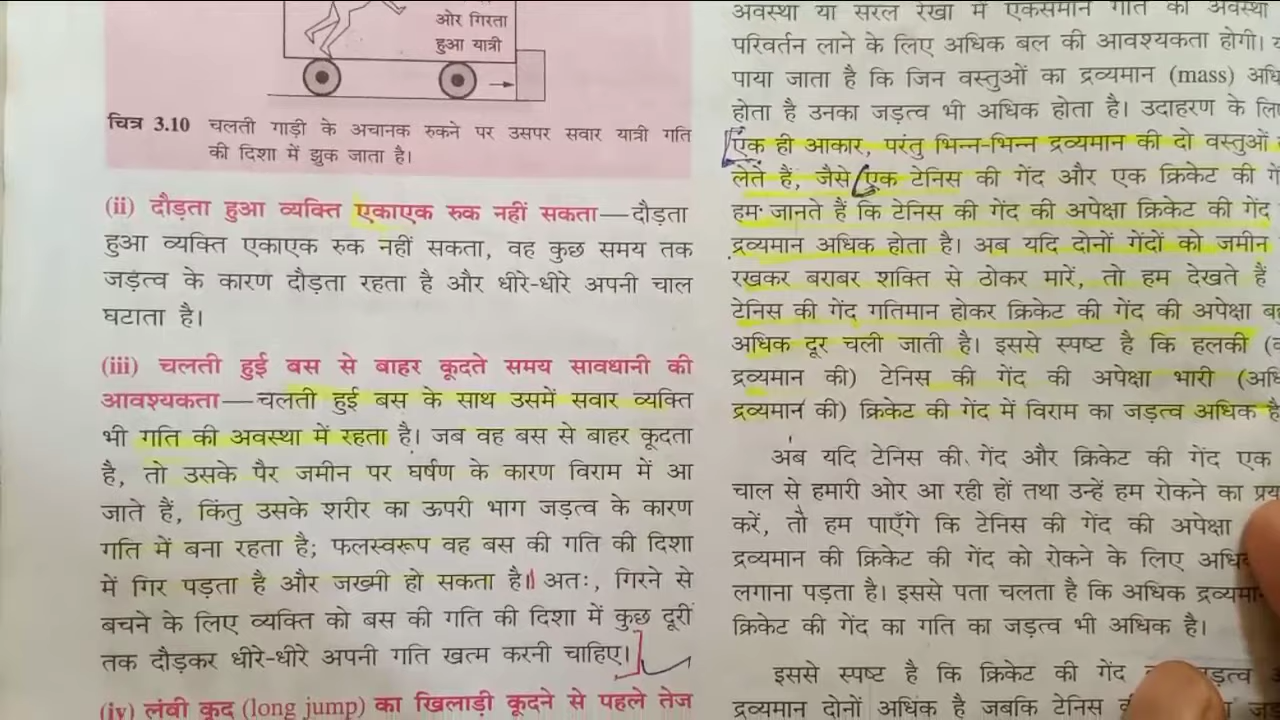 ओर गिरता
हुआ यात्री
चित्र 3.10 चलती गाड़ी के अचानक रुकने पर उसपर सवार यात्री गति
की दिशा में झुक जाता है।
(ii) दौड़ता हुआ व्यक्ति एकाएक रुक नहीं सकता—दौड़ता
हुआ व्यक्ति एकाएक रुक नहीं सकता, वह कुछ समय तक
जड़त्व के कारण दौड़ता रहता है और धीरे-धीरे अपनी चाल
घटाता है।
(iii) चलती हुई बस से बाहर कूदते समय सावधानी की
आवश्यकता—चलती हुई बस के साथ उसमें सवार व्यक्ति
भी गति की अवस्था में रहता है। जब वह बस से बाहर कूदता
है, तो उसके पैर जमीन पर घर्षण के कारण विराम में आ
जाते हैं, किंतु उसके शरीर का ऊपरी भाग जड़त्व के कारण
गति में बना रहता है; फलस्वरूप वह बस की गति की दिशा
में गिर पड़ता है और जख्मी हो सकता है। अतः, गिरने से
बचने के लिए व्यक्ति को बस की गति की दिशा में कुछ दूरी
तक दौड़कर धीरे-धीरे अपनी गति खत्म करनी चाहिए।
(iv) लंबी कूद (long jump) का खिलाड़ी कूदने से पहले तेज
अवस्था या सरल रेखा में एकसमान गति की अवस्था
परिवर्तन लाने के लिए अधिक बल की आवश्यकता होगी।
पाया जाता है कि जिन वस्तुओं का द्रव्यमान (mass)
होता है उनका जड़त्व भी अधिक होता है। उदाहरण के
एक ही आकार, परंतु भिन्न-भिन्न द्रव्यमान की दो वस्तुओं
लेते हैं, जैसे एक टेनिस की गेंद और एक क्रिकेट की
हम जानते हैं कि टेनिस की गेंद की अपेक्षा क्रिकेट की गेंद
द्रव्यमान अधिक होता है। अब यदि दोनों गेंदों को जमीन
रखकर बराबर शक्ति से ठोकर मारें, तो हम देखते हैं
टेनिस की गेंद गतिमान होकर क्रिकेट की गेंद की अपेक्षा
अधिक दूर चली जाती है। इससे स्पष्ट है कि हलकी
द्रव्यमान की) टेनिस की गेंद की अपेक्षा भारी
द्रव्यमान की) क्रिकेट की गेंद में विराम का जड़त्व अधिक है
अब यदि टेनिस की गेंद और क्रिकेट की गेंद एक
चाल से हमारी ओर आ रही हों तथा उन्हें हम रोकने का
करें, तो हम पाएँगे कि टेनिस की गेंद की अपेक्षा
द्रव्यमान की क्रिकेट की गेंद को रोकने के लिए
लगाना पड़ता है। इससे पता चलता है कि अधिक
क्रिकेट की गेंद का गति का जड़त्व भी अधिक है।
इससे स्पष्ट है कि क्रिकेट की गेंद
द्रव्यमान दोनों अधिक है जबकि टेनिस